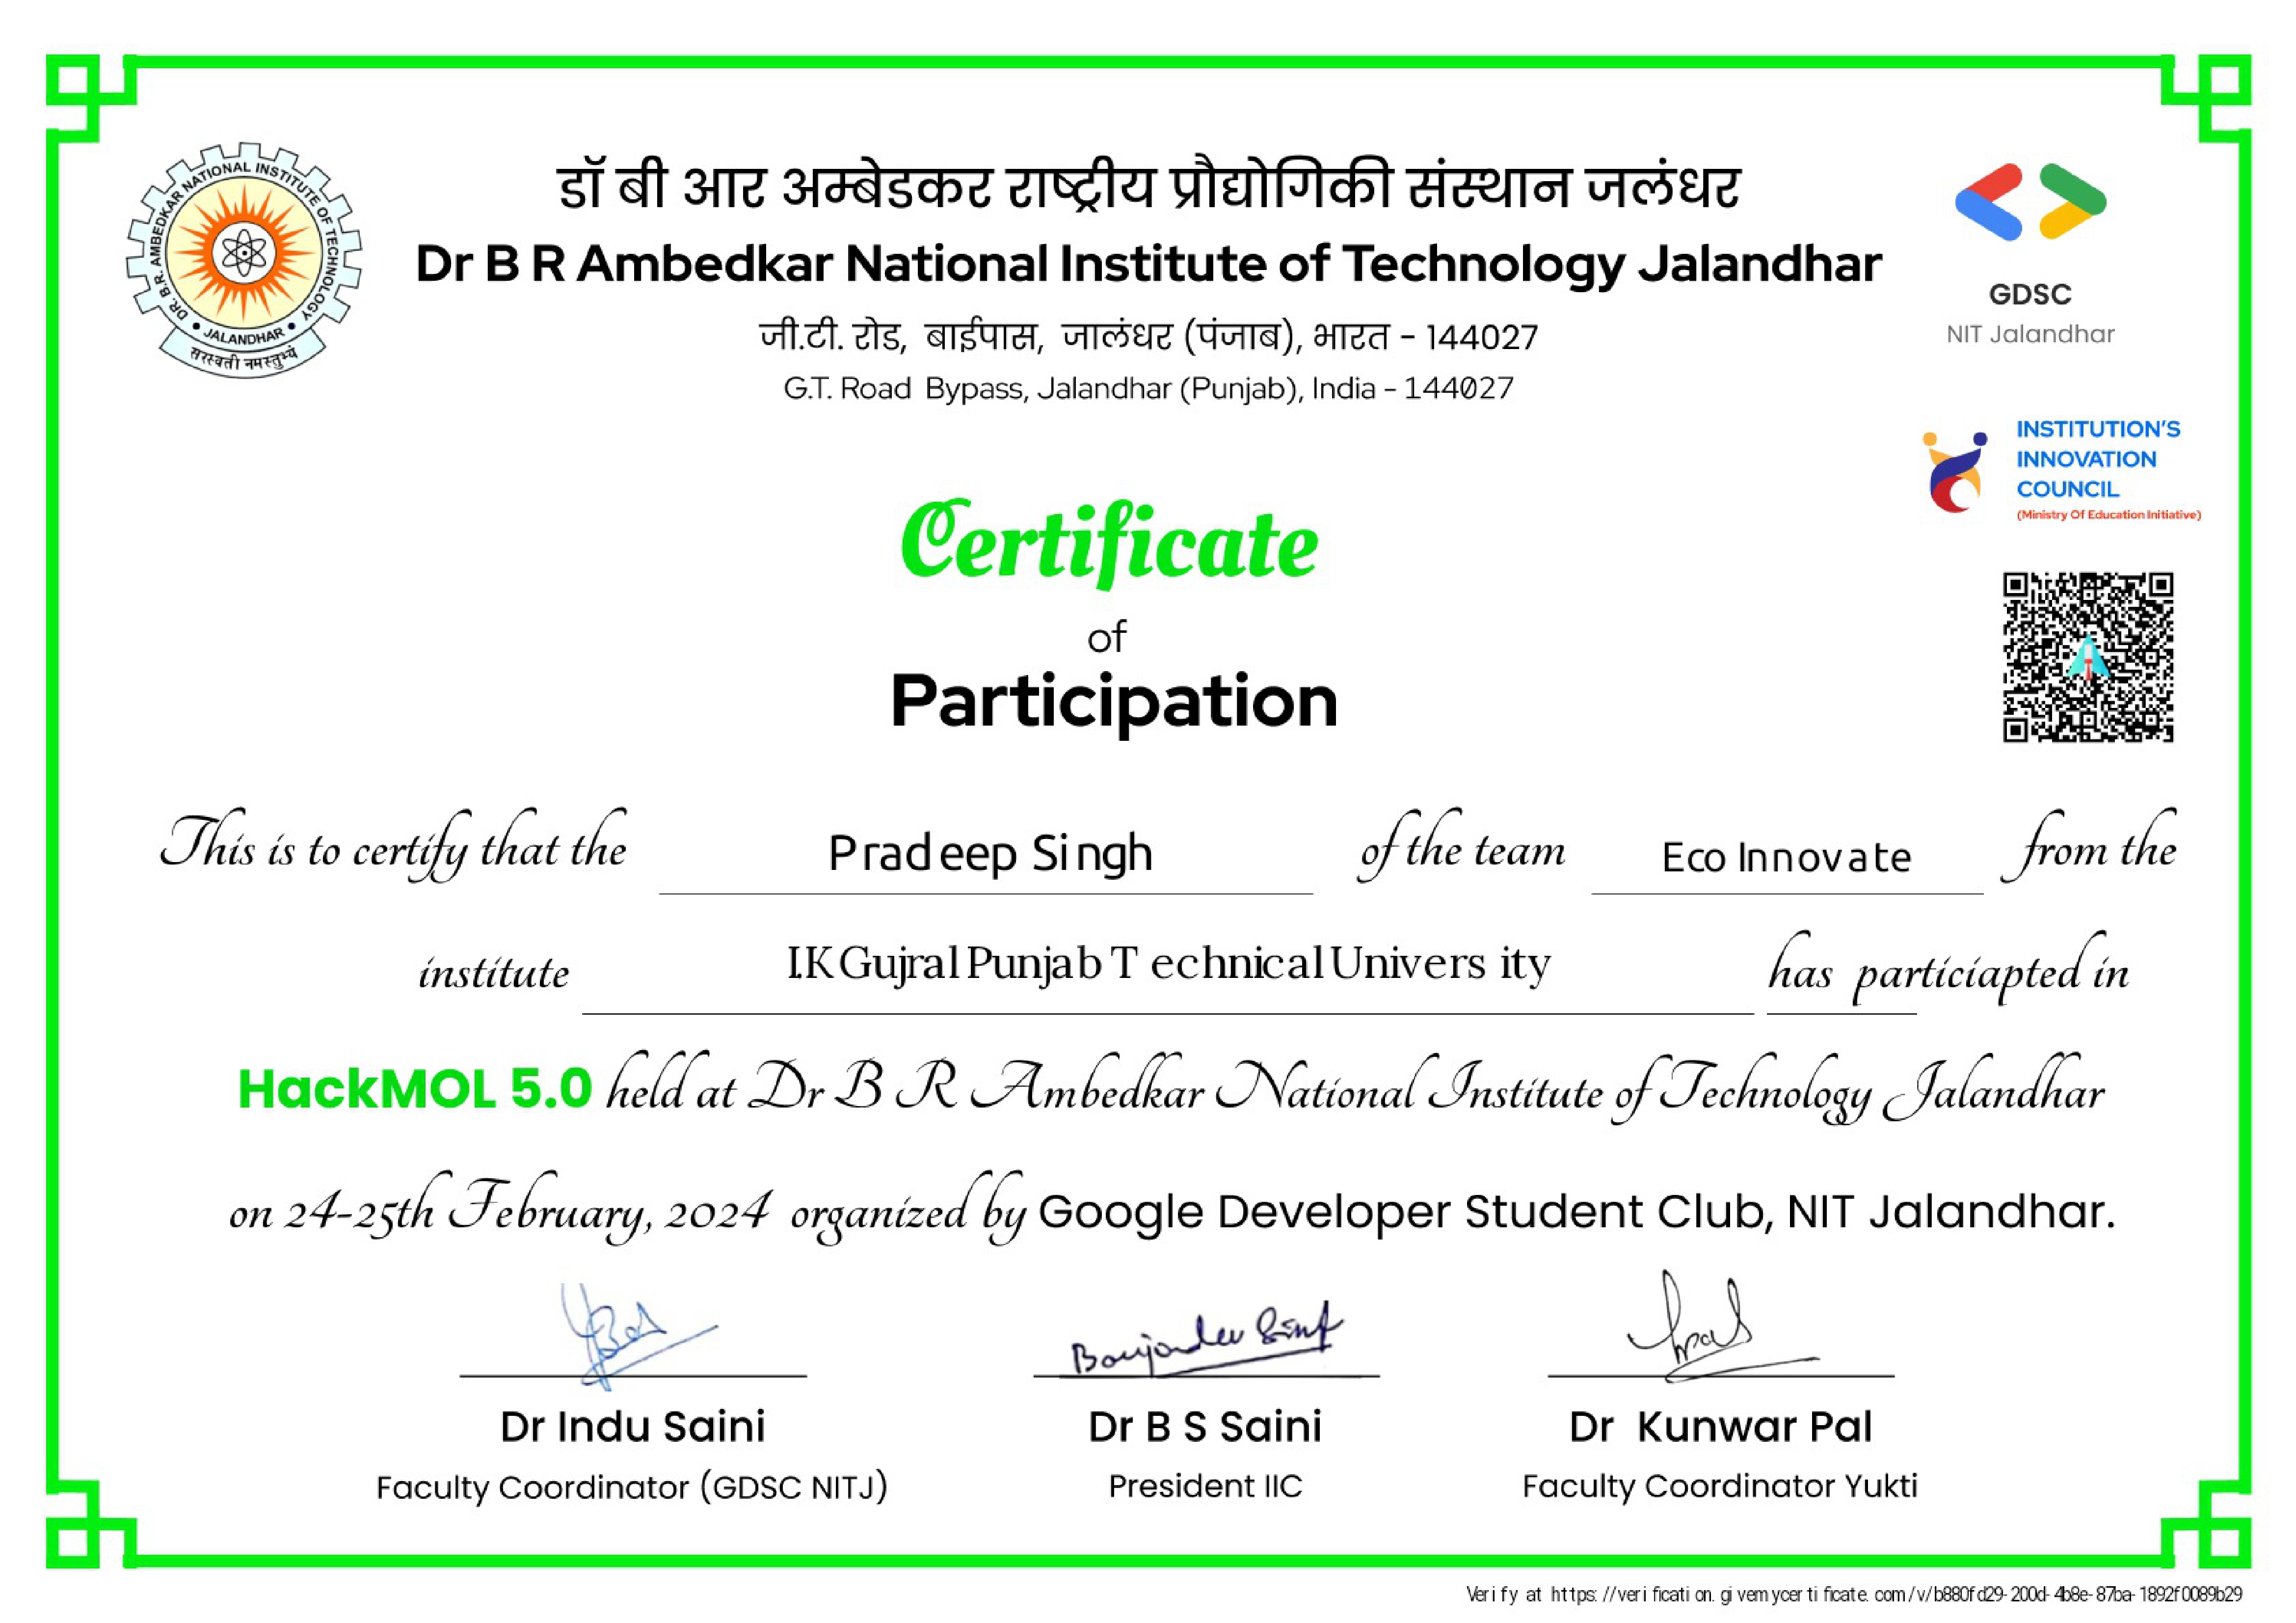 डॉ बी आर अम्बेडकर राष्ट्रीय प्रौद्योगिकी संस्थान जलंधर
Dr B R Ambedkar National Institute of Technology Jalandhar
जी.टी. रोड, बाईपास, जालंधर (पंजाब), भारत - 144027
G.T. Road Bypass, Jalandhar (Punjab), India - 144027
DR. B.R. AMBEDKAR NATIONAL INSTITUTE OF TECHNOLOGY
• JALANDHAR •
सरस्वती नमस्तुभ्यं
GDSC
NIT Jalandhar
INSTITUTION'S
INNOVATION
COUNCIL
(Ministry Of Education Initiative)
Certificate
of
Participation
This is to certify that the Pradeep Singh of the team Eco Innovate from the
institute I.K Gujral Punjab Technical University has particiapted in
HackMOL 5.0 held at Dr B R Ambedkar National Institute of Technology Jalandhar
on 24-25th February, 2024 organized by Google Developer Student Club, NIT Jalandhar.
Dr Indu Saini Dr B S Saini Dr Kunwar Pal
Faculty Coordinator (GDSC NITJ) President IIC Faculty Coordinator Yukti
Verify at https://verification.givemycertificate.com/v/b880fd29-200d-4b8e-87ba-1892f0089b29